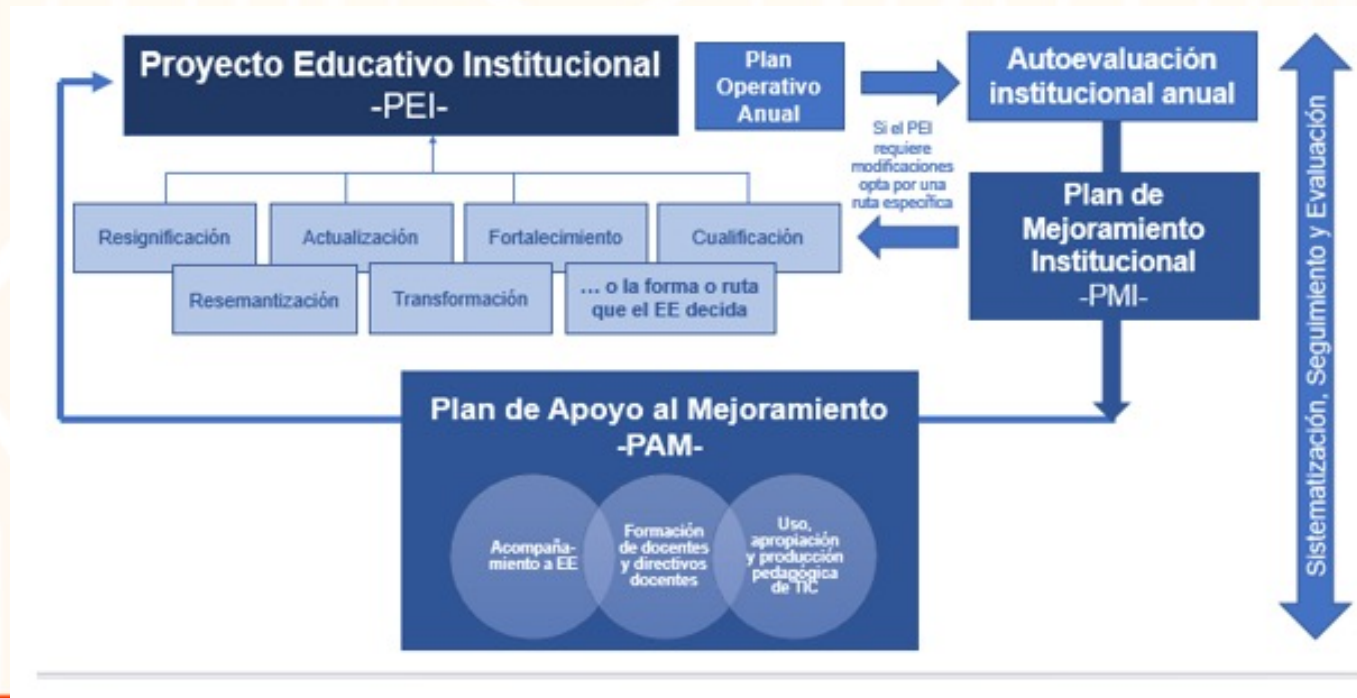 Proyecto Educativo Institucional
-PEI-
Plan
Operativo
Anual
Autoevaluación
institucional anual
Si el PEI
requiere
modificaciones
opta por una
ruta específica
Plan de
Mejoramiento
Institucional
-PMI-
Resignificación
Actualización
Fortalecimiento
Cualificación
Resemantización
Transformación
... o la forma o ruta
que el EE decida
Plan de Apoyo al Mejoramiento
-PAM-
Acompaña-
miento a EE
Formación
de docentes
y directivos
docentes
Uso,
apropiación
y producción
pedagógica
de TIC
Sistematización, Seguimiento y Evaluación